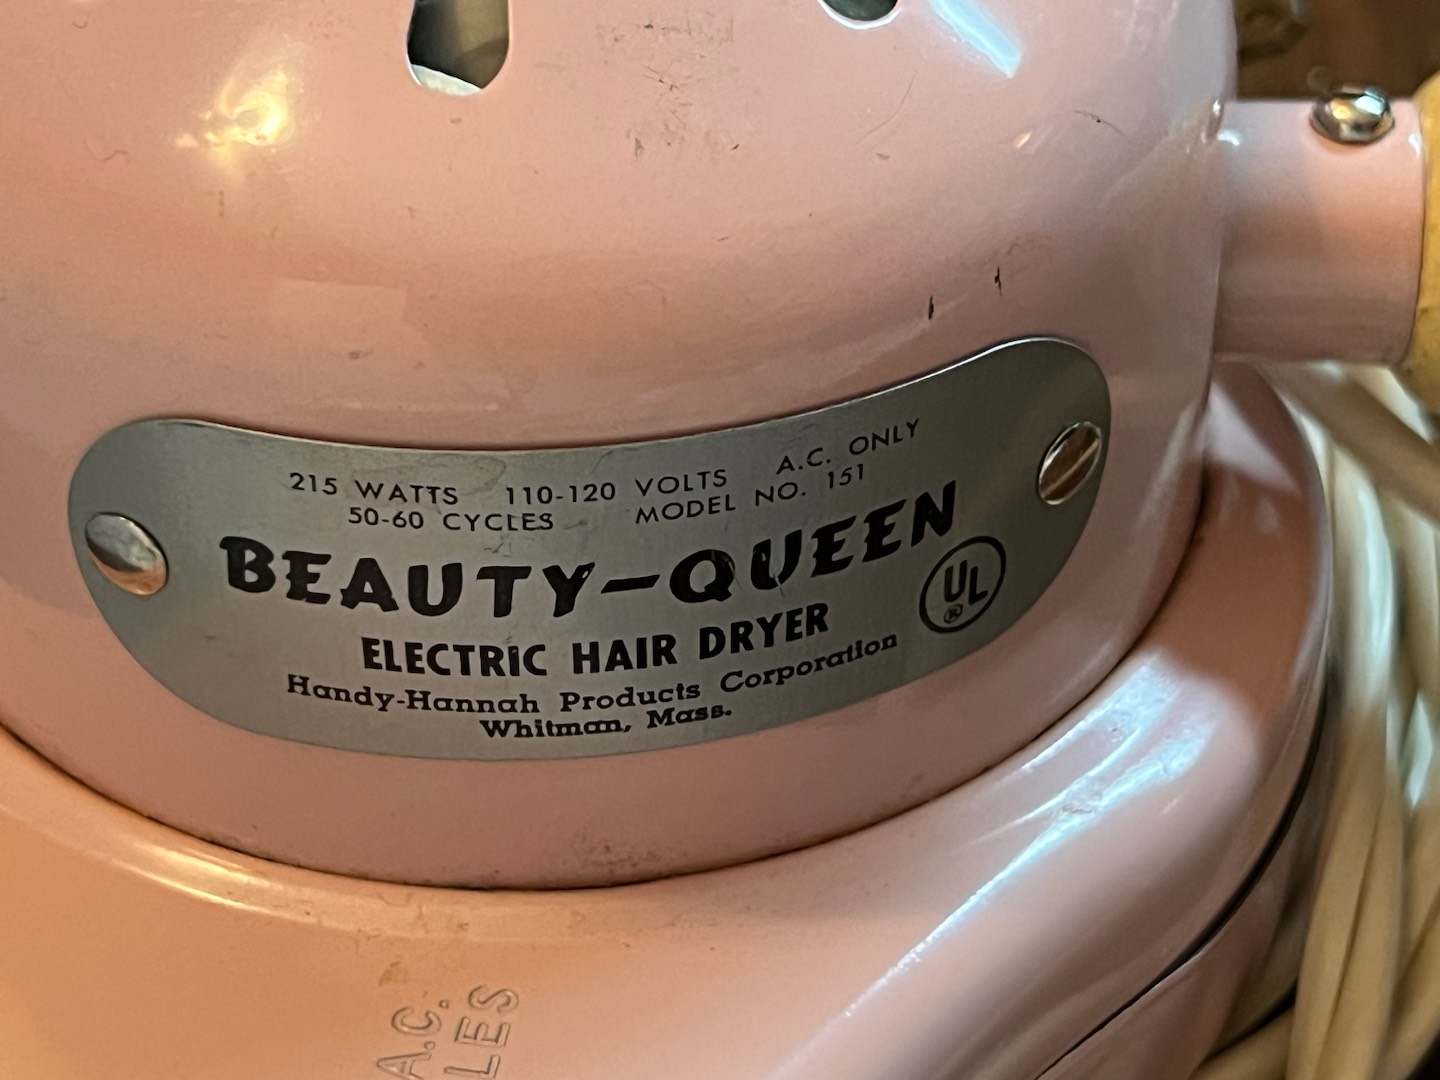 215 WATTS 110-120 VOLTS A.C. ONLY
50-60 CYCLES MODEL NO. 151
BEAUTY-QUEEN
ELECTRIC HAIR DRYER
UL
®
Handy-Hannah Products Corporation
Whitman, Mass.
A.C.
LES